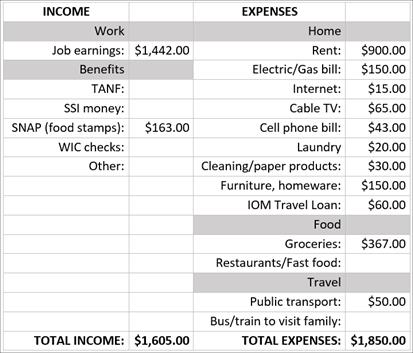 INCOME EXPENSES
Work Home
Job earnings: $1,442.00 Rent: $900.00
Benefits Electric/Gas bill: $150.00
TANF: Internet: $15.00
SSI money: Cable TV: $65.00
SNAP (food stamps): $163.00 Cell phone bill: $43.00
WIC checks: Laundry $20.00
Other: Cleaning/paper products: $30.00
Furniture, homeware: $150.00
IOM Travel Loan: $60.00
Food
Groceries: $367.00
Restaurants/Fast food:
Travel
Public transport: $50.00
Bus/train to visit family:
TOTAL INCOME: $1,605.00 TOTAL EXPENSES: $1,850.00